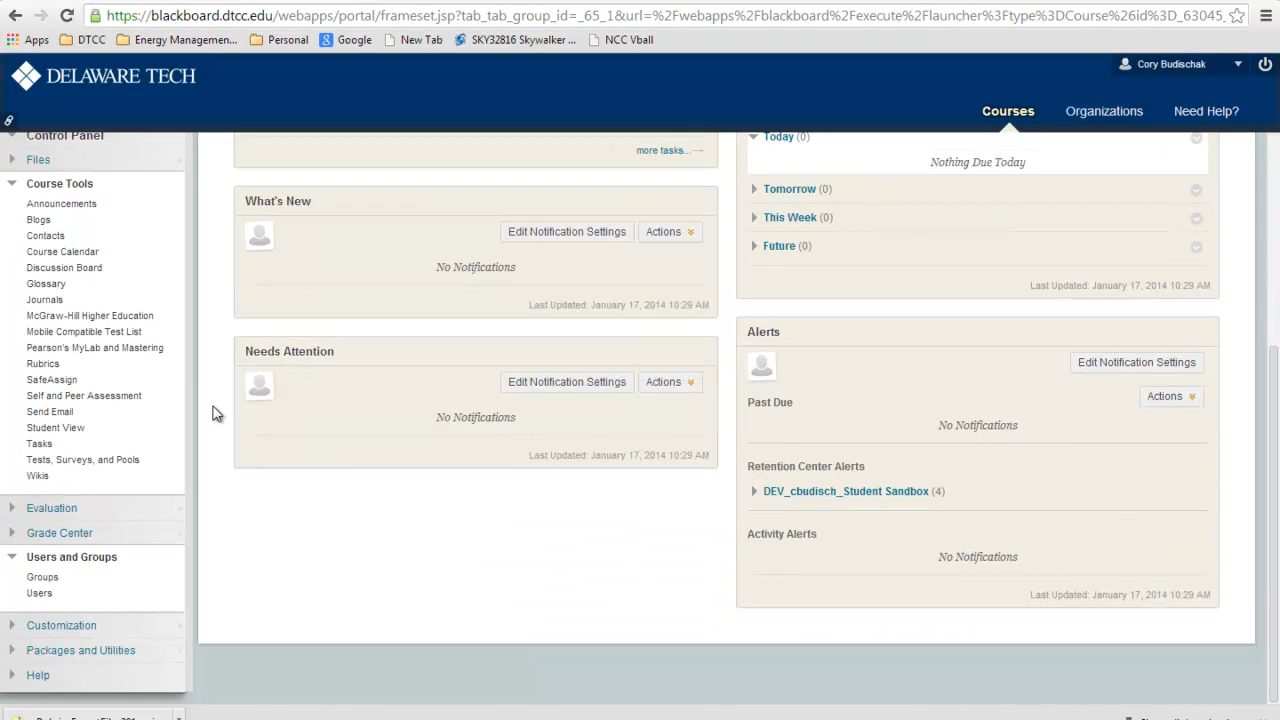 https://blackboard.dtcc.edu/webapps/portal/frameset.jsp?tab_tab_group_id=_65_1&url=%2Fwebapps%2Fblackboard%2Fexecute%2Flauncher%3Ftype%3DCourse%26id%3D_63045_
Apps DTCC Energy Managemen... Personal Google New Tab SKY32816 Skywalker ... NCC Vball
DELAWARE TECH
Cory Budischak
Courses Organizations Need Help?
Control Panel
Files
Course Tools
Announcements
Blogs
Contacts
Course Calendar
Discussion Board
Glossary
Journals
McGraw-Hill Higher Education
Mobile Compatible Test List
Pearson's MyLab and Mastering
Rubrics
SafeAssign
Self and Peer Assessment
Send Email
Student View
Tasks
Tests, Surveys, and Pools
Wikis
Evaluation
Grade Center
Users and Groups
Groups
Users
Customization
Packages and Utilities
Help
more tasks...
What's New
Edit Notification Settings Actions
No Notifications
Last Updated: January 17, 2014 10:29 AM
Needs Attention
Edit Notification Settings Actions
No Notifications
Last Updated: January 17, 2014 10:29 AM
Today (0)
Nothing Due Today
Tomorrow (0)
This Week (0)
Future (0)
Last Updated: January 17, 2014 10:29 AM
Alerts
Edit Notification Settings
Actions
Past Due
No Notifications
Retention Center Alerts
DEV_cbudisch_Student Sandbox (4)
Activity Alerts
No Notifications
Last Updated: January 17, 2014 10:29 AM